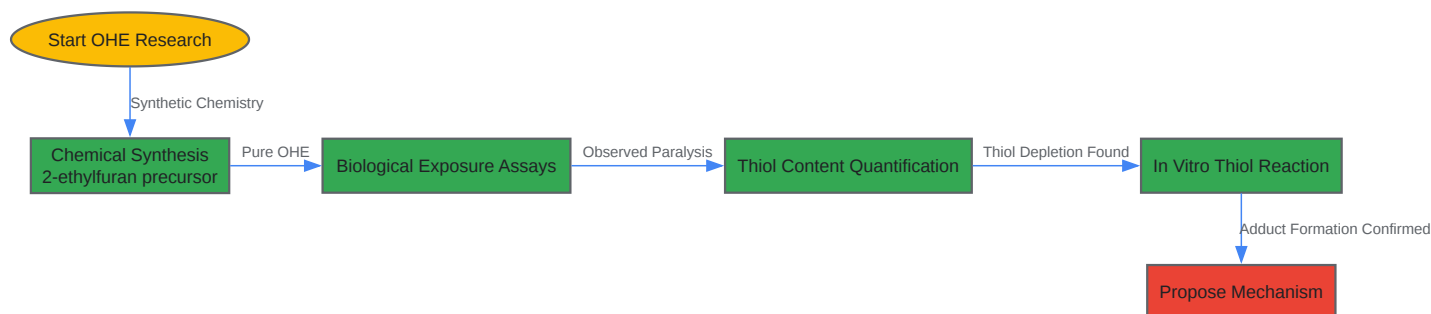 Start OHE Research
Synthetic Chemistry
Chemical Synthesis
2-ethylfuran precursor
Pure OHE
Biological Exposure Assays
Observed Paralysis
Thiol Content Quantification
Thiol Depletion Found
In Vitro Thiol Reaction
Adduct Formation Confirmed
Propose Mechanism